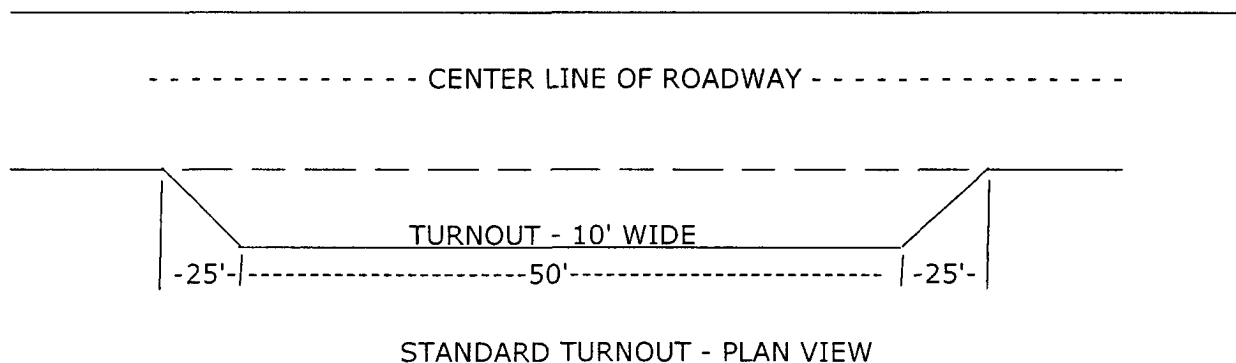 - - - - - - - - - - - - CENTER LINE OF ROADWAY - - - - - - - - - - - - - -
TURNOUT - 10' WIDE
-25'-|------------------------50'--------------------------- | -25'-
STANDARD TURNOUT - PLAN VIEW